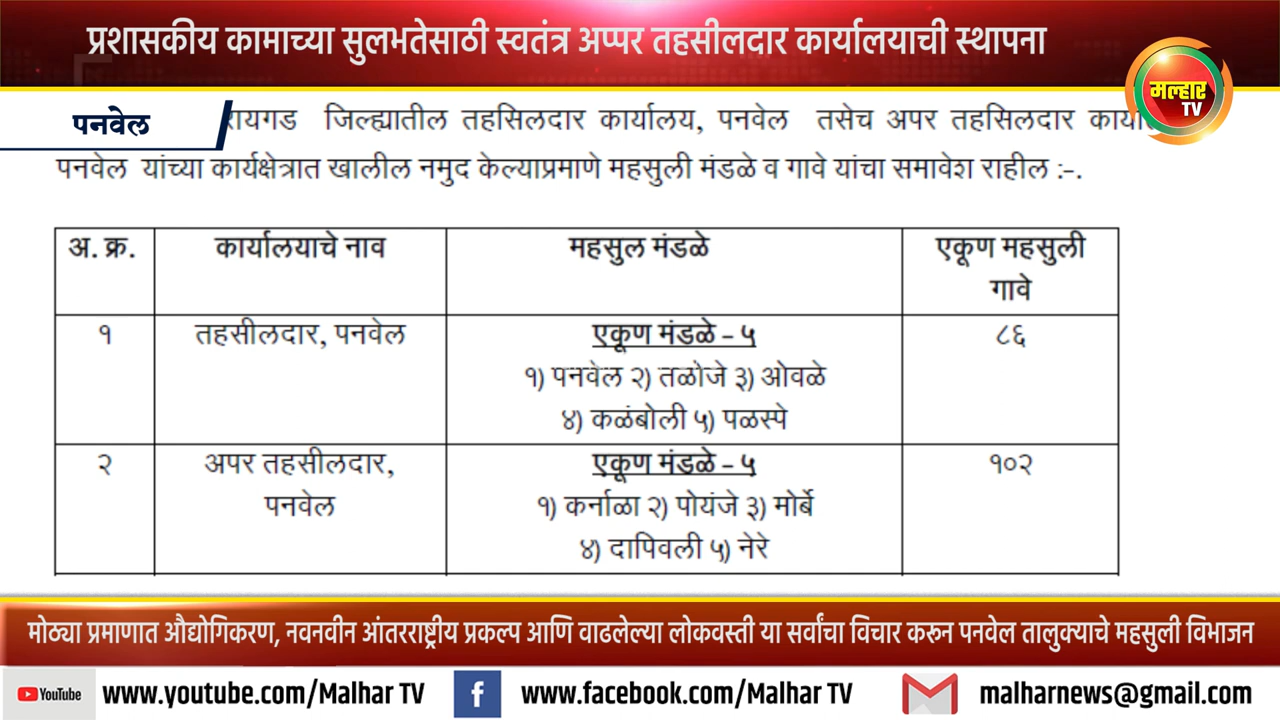 प्रशासकीय कामाच्या सुलभतेसाठी स्वतंत्र अप्पर तहसीलदार कार्यालयाची स्थापना
मल्हार
TV
पनवेल
रायगड जिल्ह्यातील तहसिलदार कार्यालय, पनवेल तसेच अपर तहसिलदार
पनवेल यांच्या कार्यक्षेत्रात खालील नमुद केल्याप्रमाणे महसुली मंडळे व गावे यांचा समावेश राहील :-.
अ. क्र. कार्यालयाचे नाव महसुल मंडळे एकूण महसुली
गावे
१ तहसीलदार, पनवेल एकूण मंडळे – ५ ८६
१) पनवेल २) तळोजे ३) ओवळे
४) कळंबोली ५) पळस्पे
२ अपर तहसीलदार, एकूण मंडळे – ५ १०२
पनवेल १) कर्नाळा २) पोयंजे ३) मोर्बे
४) दापिवली ५) नेरे
मोठ्या प्रमाणात औद्योगिकरण, नवनवीन आंतरराष्ट्रीय प्रकल्प आणि वाढलेल्या लोकवस्ती या सर्वांचा विचार करून पनवेल तालुक्याचे महसुली विभाजन
YouTube www.youtube.com/Malhar TV f www.facebook.com/Malhar TV malharnews@gmail.com